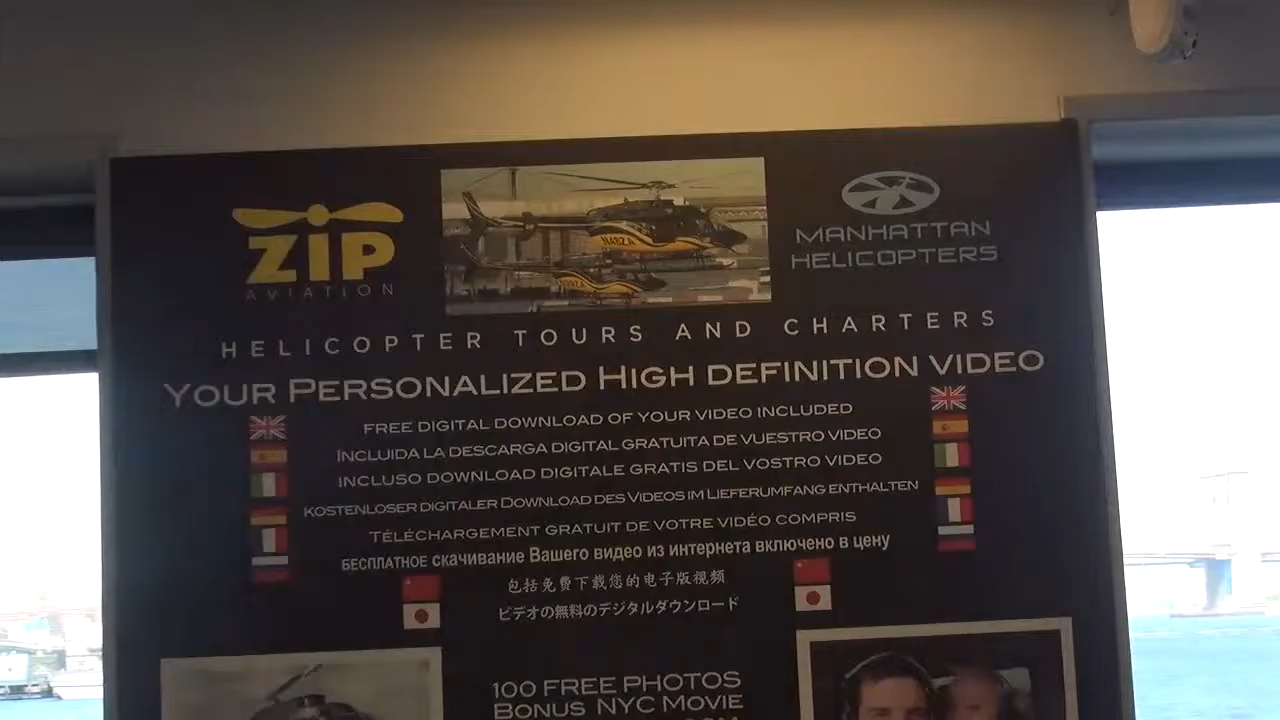 ZIP
AVIATION
N48ZA
MANHATTAN
HELICOPTERS
HELICOPTER TOURS AND CHARTERS
YOUR PERSONALIZED HIGH DEFINITION VIDEO
FREE DIGITAL DOWNLOAD OF YOUR VIDEO INCLUDED
INCLUIDA LA DESCARGA DIGITAL GRATUITA DE VUESTRO VIDEO
INCLUSO DOWNLOAD DIGITALE GRATIS DEL VOSTRO VIDEO
KOSTENLOSER DIGITALER DOWNLOAD DES VIDEOS IM LIEFERUMFANG ENTHALTEN
TÉLÉCHARGEMENT GRATUIT DE VOTRE VIDÉO COMPRIS
БЕСПЛАТНОЕ скачивание Вашего видео из интернета включено в цену
包括免费下载您的电子版视频
ビデオの無料のデジタルダウンロード
100 FREE PHOTOS
BONUS NYC MOVIE